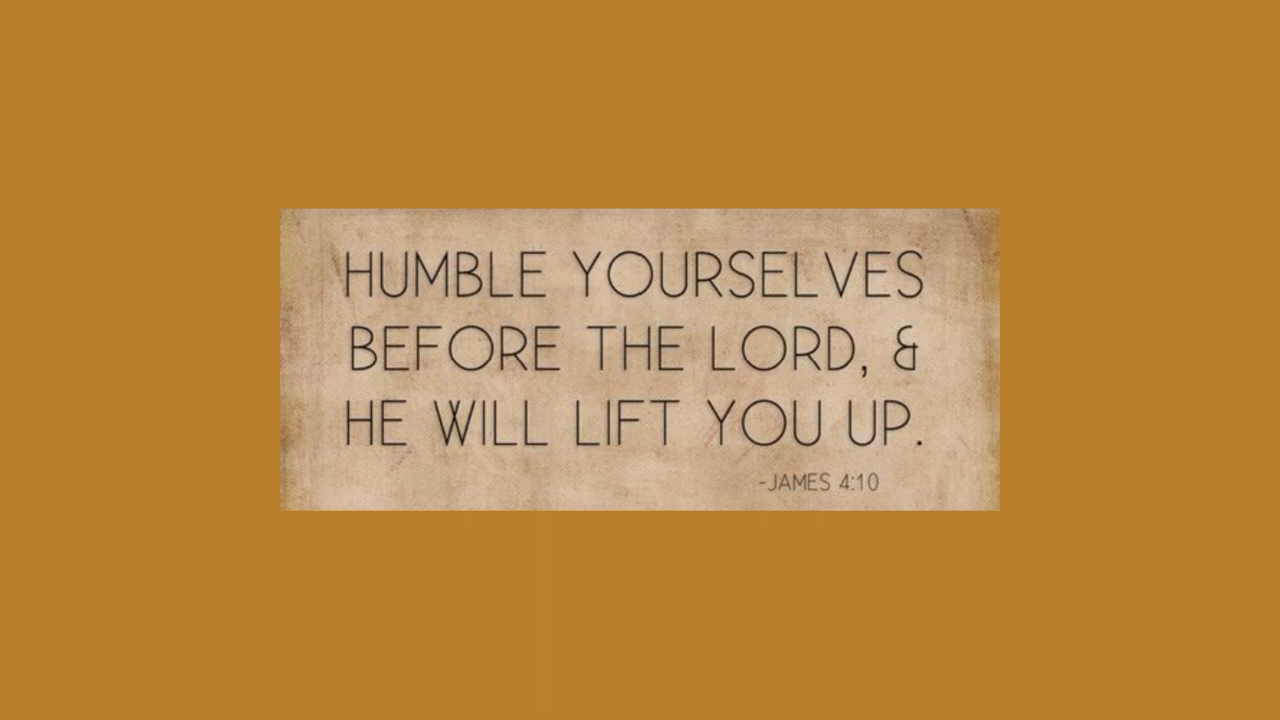 HUMBLE YOURSELVES
BEFORE THE LORD, &
HE WILL LIFT YOU UP.
-JAMES 4:10